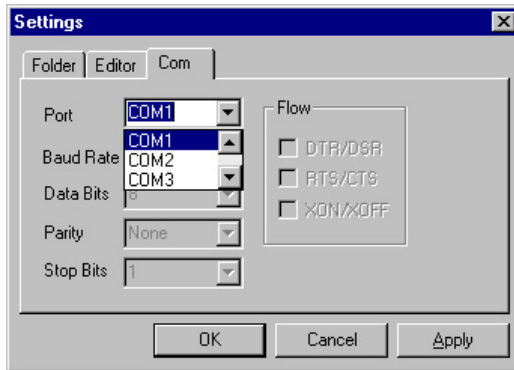 Settings
Folder Editor Com
Port COM1 Flow
COM1
COM2
COM3
Baud Rate
DTR/DSR
RTS/CTS
XON/XOFF
Data Bits 8
Parity None
Stop Bits 1
OK Cancel Apply